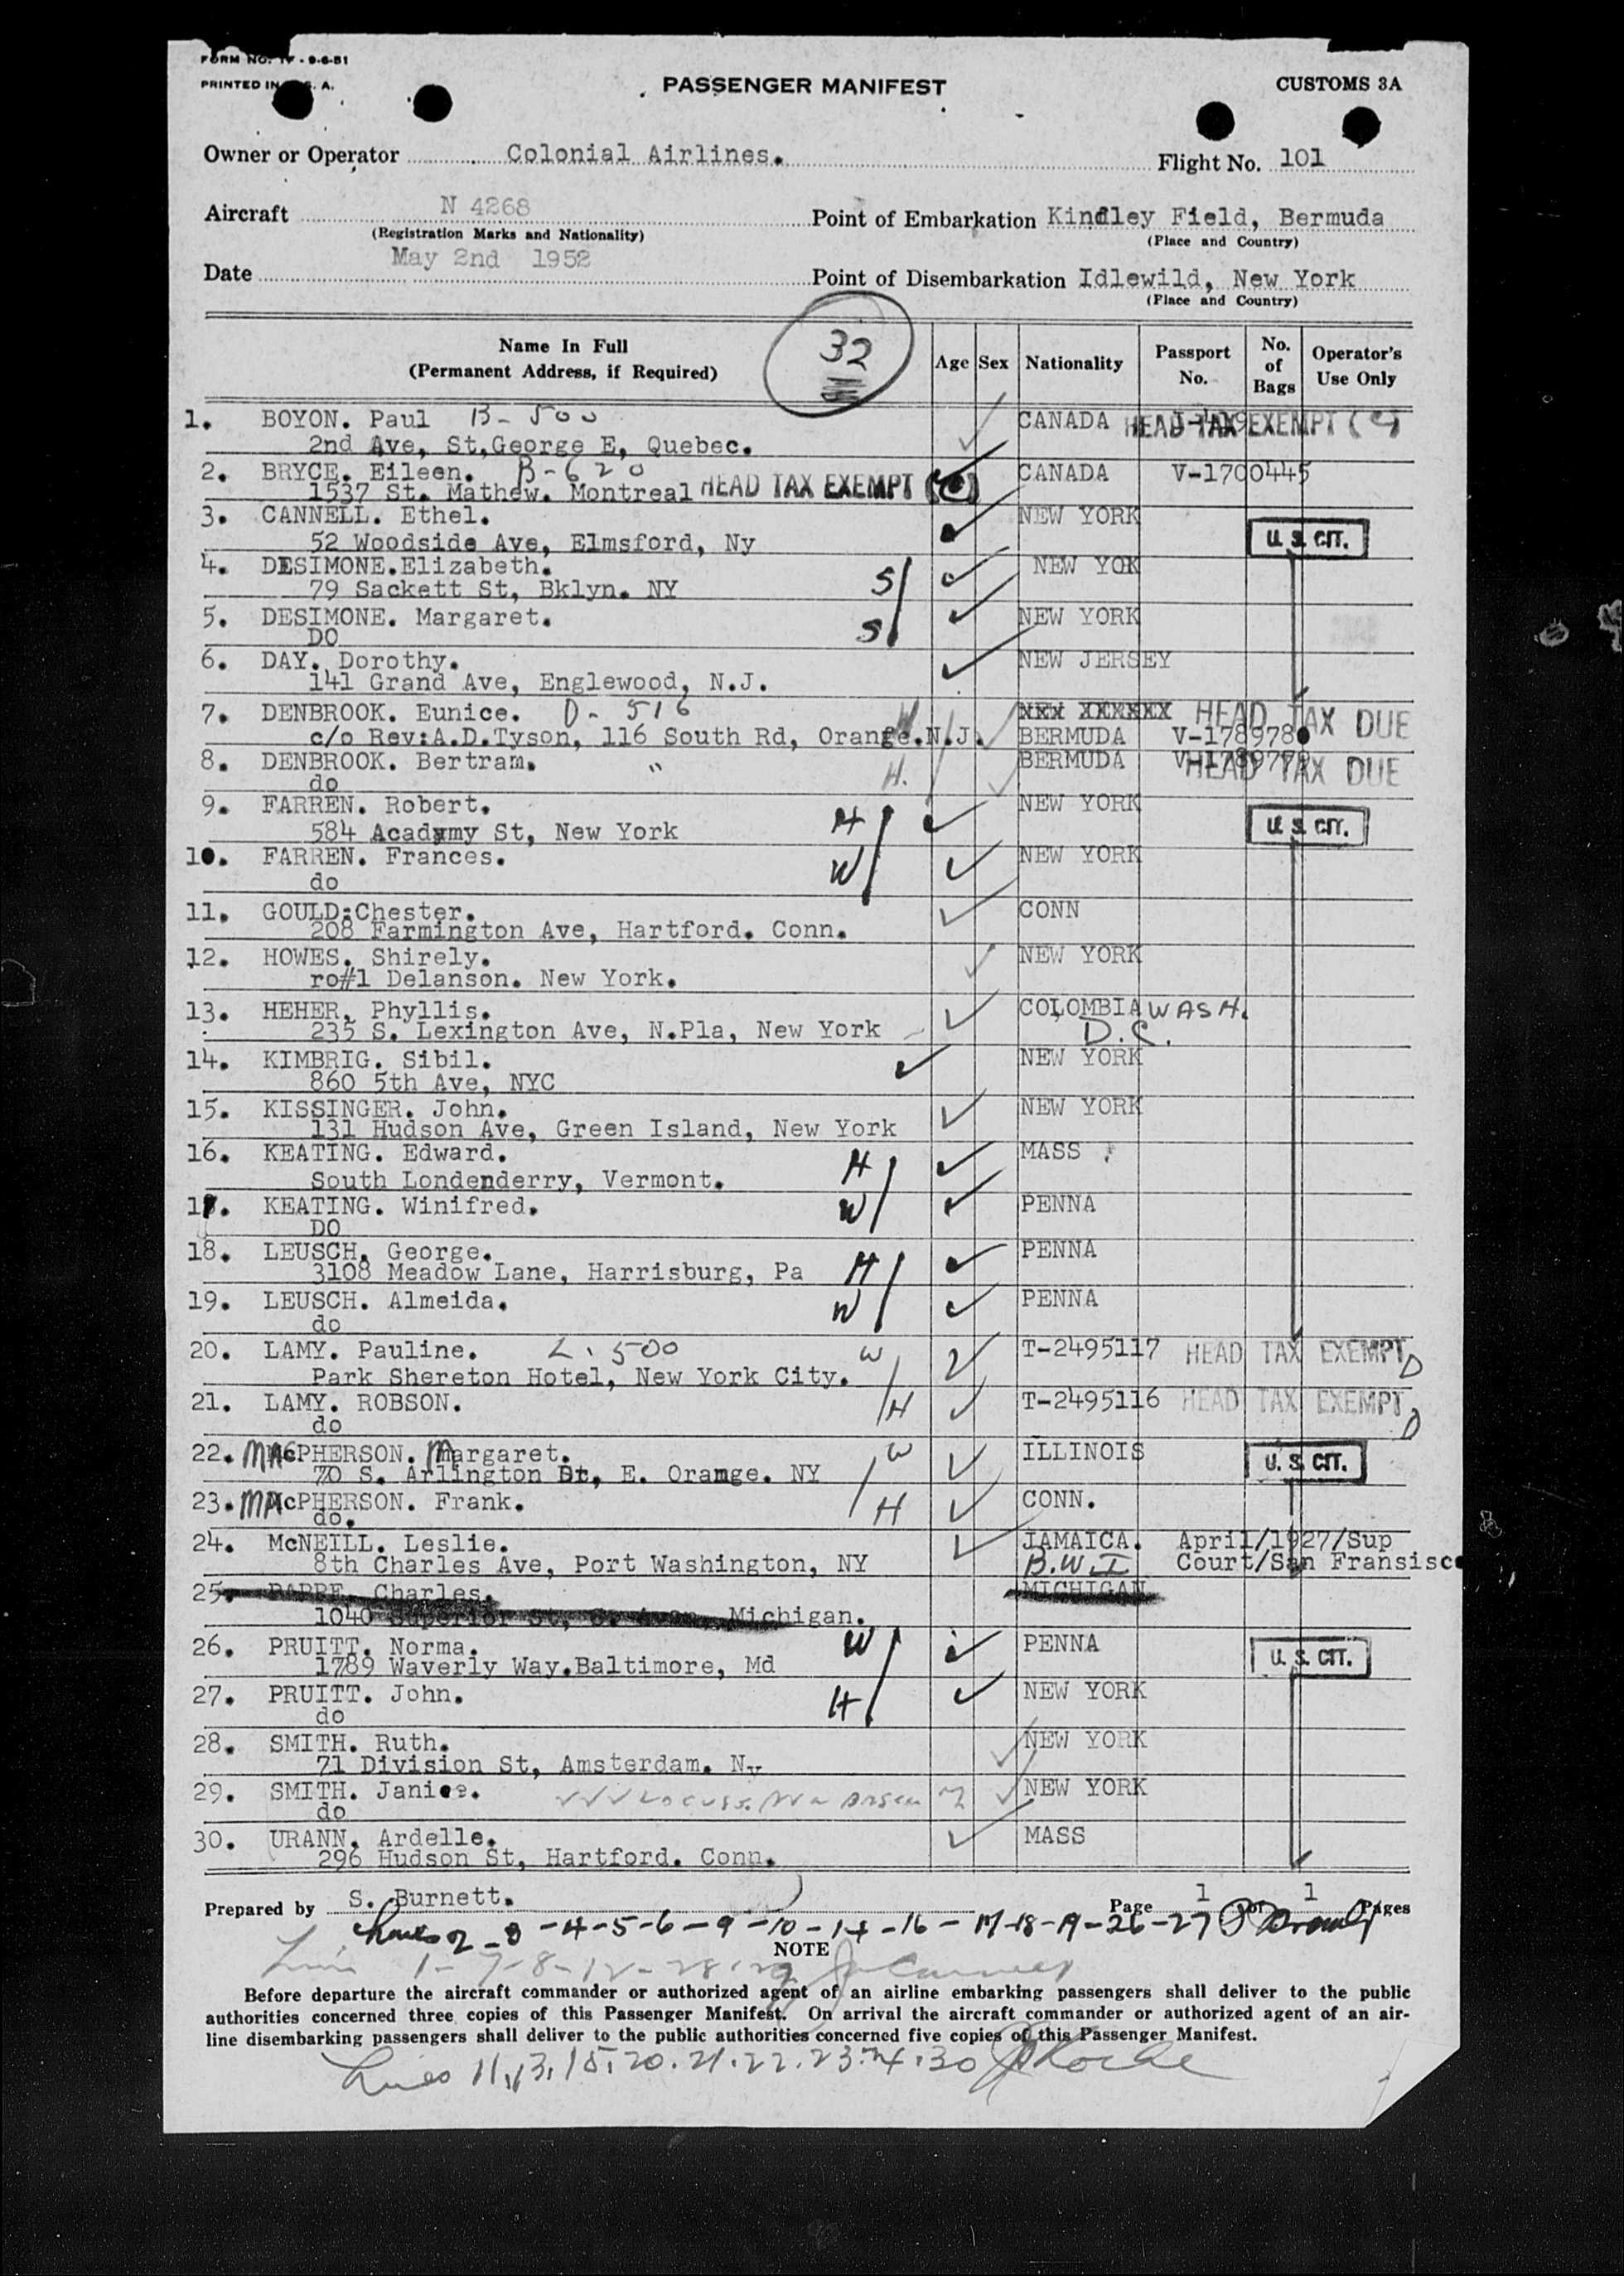 FORM NO. - 9-6-51
PRINTED IN U. S. A.
PASSENGER MANIFEST
CUSTOMS 3A
Owner or Operator Colonial Airlines.
Flight No. 101
Aircraft N 4268
(Registration Marks and Nationality)
Point of Embarkation Kindley Field, Bermuda
(Place and Country)
Date May 2nd 1952
Point of Disembarkation Idlewild, New York
(Place and Country)
Name In Full
(Permanent Address, if Required)
32
Age Sex Nationality Passport No. No. of Bags Operator's Use Only
1. BOYON. Paul B-500 CANADA HEAD TAX EXEMPT
2nd Ave, St,George E, Quebec.
2. BRYCE. Eileen. B-620 CANADA V-1700445
1537 St. Mathew. Montreal HEAD TAX EXEMPT
3. CANNELL. Ethel. NEW YORK
52 Woodside Ave, Elmsford, Ny U. S. CIT.
4. DESIMONE.Elizabeth. NEW YOK
79 Sackett St, Bklyn. NY S
5. DESIMONE. Margaret. NEW YORK
DO S
6. DAY. Dorothy. NEW JERSEY
141 Grand Ave, Englewood, N.J.
7. DENBROOK. Eunice. D-516 W XXX XXXXXX HEAD TAX DUE
c/o Rev:A.D.Tyson, 116 South Rd, Orange.N.J. BERMUDA V-178978
8. DENBROOK. Bertram. " H. BERMUDA HEAD TAX DUE
do
9. FARREN. Robert. NEW YORK
584 Acadymy St, New York H U. S. CIT.
10. FARREN. Frances. W NEW YORK
do
11. GOULD:Chester. CONN
208 Farmington Ave, Hartford. Conn.
12. HOWES. Shirely. NEW YORK
ro#1 Delanson. New York.
13. HEHER. Phyllis. COLOMBIA WASH.
235 S. Lexington Ave, N.Pla, New York D.C.
14. KIMBRIG. Sibil. NEW YORK
860 5th Ave, NYC
15. KISSINGER. John. NEW YORK
131 Hudson Ave, Green Island, New York
16. KEATING. Edward. H MASS
South Londenderry, Vermont.
17. KEATING. Winifred. W PENNA
DO
18. LEUSCH. George. PENNA
3108 Meadow Lane, Harrisburg, Pa H
19. LEUSCH. Almeida. W PENNA
do
20. LAMY. Pauline. L.500 W T-2495117 HEAD TAX EXEMPT
Park Shereton Hotel, New York City.
21. LAMY. ROBSON. H T-2495116 HEAD TAX EXEMPT
do
22. MACPHERSON. Margaret. W ILLINOIS
70 S. Arlington Dr, E. Orange. NY U. S. CIT.
23. MACPHERSON. Frank. H CONN.
do.
24. McNEILL. Leslie. JAMAICA. April/1927/Sup
8th Charles Ave, Port Washington, NY B.W.I Court/San Fransisco
25. Charles. MICHIGAN
1040 Superior St, Michigan.
26. PRUITT. Norma. W PENNA
1789 Waverly Way.Baltimore, Md U. S. CIT.
27. PRUITT. John. H NEW YORK
do
28. SMITH. Ruth. NEW YORK
71 Division St, Amsterdam. Ny
29. SMITH. Janice. NEW YORK
do
30. URANN. Ardelle. MASS
296 Hudson St, Hartford. Conn.
Prepared by S. Burnett. Page 1 of 1 Pages
Lines 2-3-4-5-6-9-10-14-16-17-18-19-26-27
NOTE
1-7-8-12-28-29
Before departure the aircraft commander or authorized agent of an airline embarking passengers shall deliver to the public
authorities concerned three copies of this Passenger Manifest. On arrival the aircraft commander or authorized agent of an air-
line disembarking passengers shall deliver to the public authorities concerned five copies of this Passenger Manifest.
Lines 11,13,15,20.21.22.23.24.30